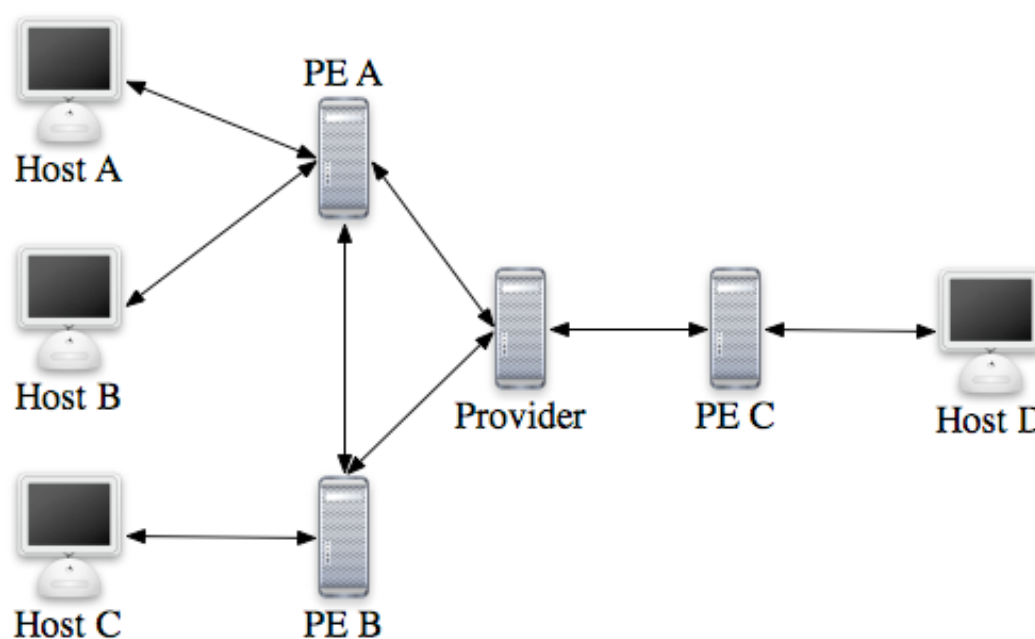 PE A
Host A
Host B
Provider
PE C
Host D
Host C
PE B